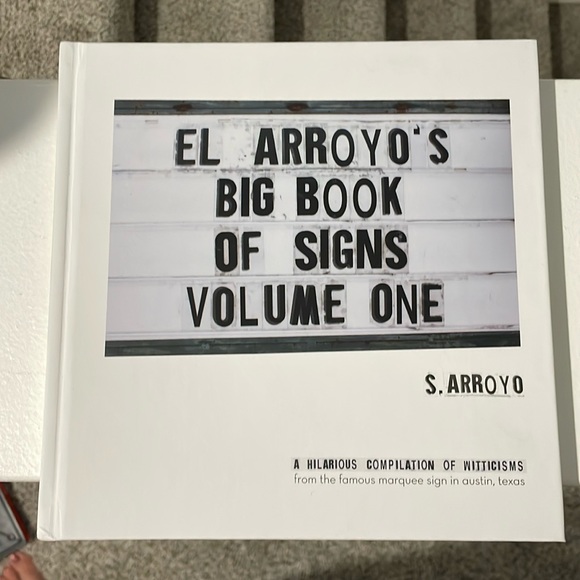 EL ARROYO'S
BIG BOOK
OF SIGNS
VOLUME ONE
S. ARROYO
A HILARIOUS COMPILATION OF WITTICISMS
from the famous marquee sign in austin, texas